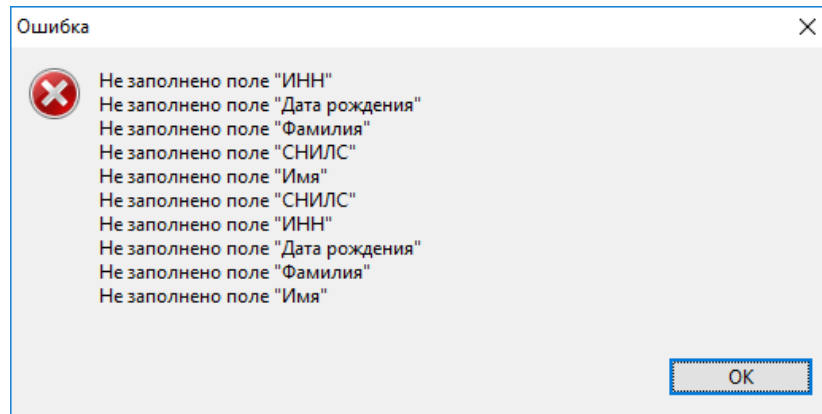 Ошибка
Не заполнено поле "ИНН"
Не заполнено поле "Дата рождения"
Не заполнено поле "Фамилия"
Не заполнено поле "СНИЛС"
Не заполнено поле "Имя"
Не заполнено поле "СНИЛС"
Не заполнено поле "ИНН"
Не заполнено поле "Дата рождения"
Не заполнено поле "Фамилия"
Не заполнено поле "Имя"
ОК